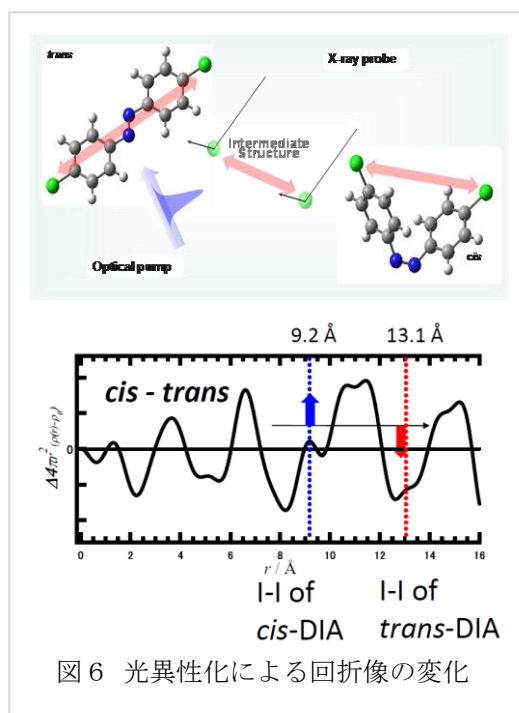 trans
X-ray probe
Intermediate
Structure
Optical pump
cis
9.2 Å
13.1 Å
cis - trans
Δ4πr²(ρ(r)-ρ₀)
0
0 2 4 6 8 10 12 14 16
r / Å
I-I of
cis-DIA
I-I of
trans-DIA
図6 光異性化による回折像の変化